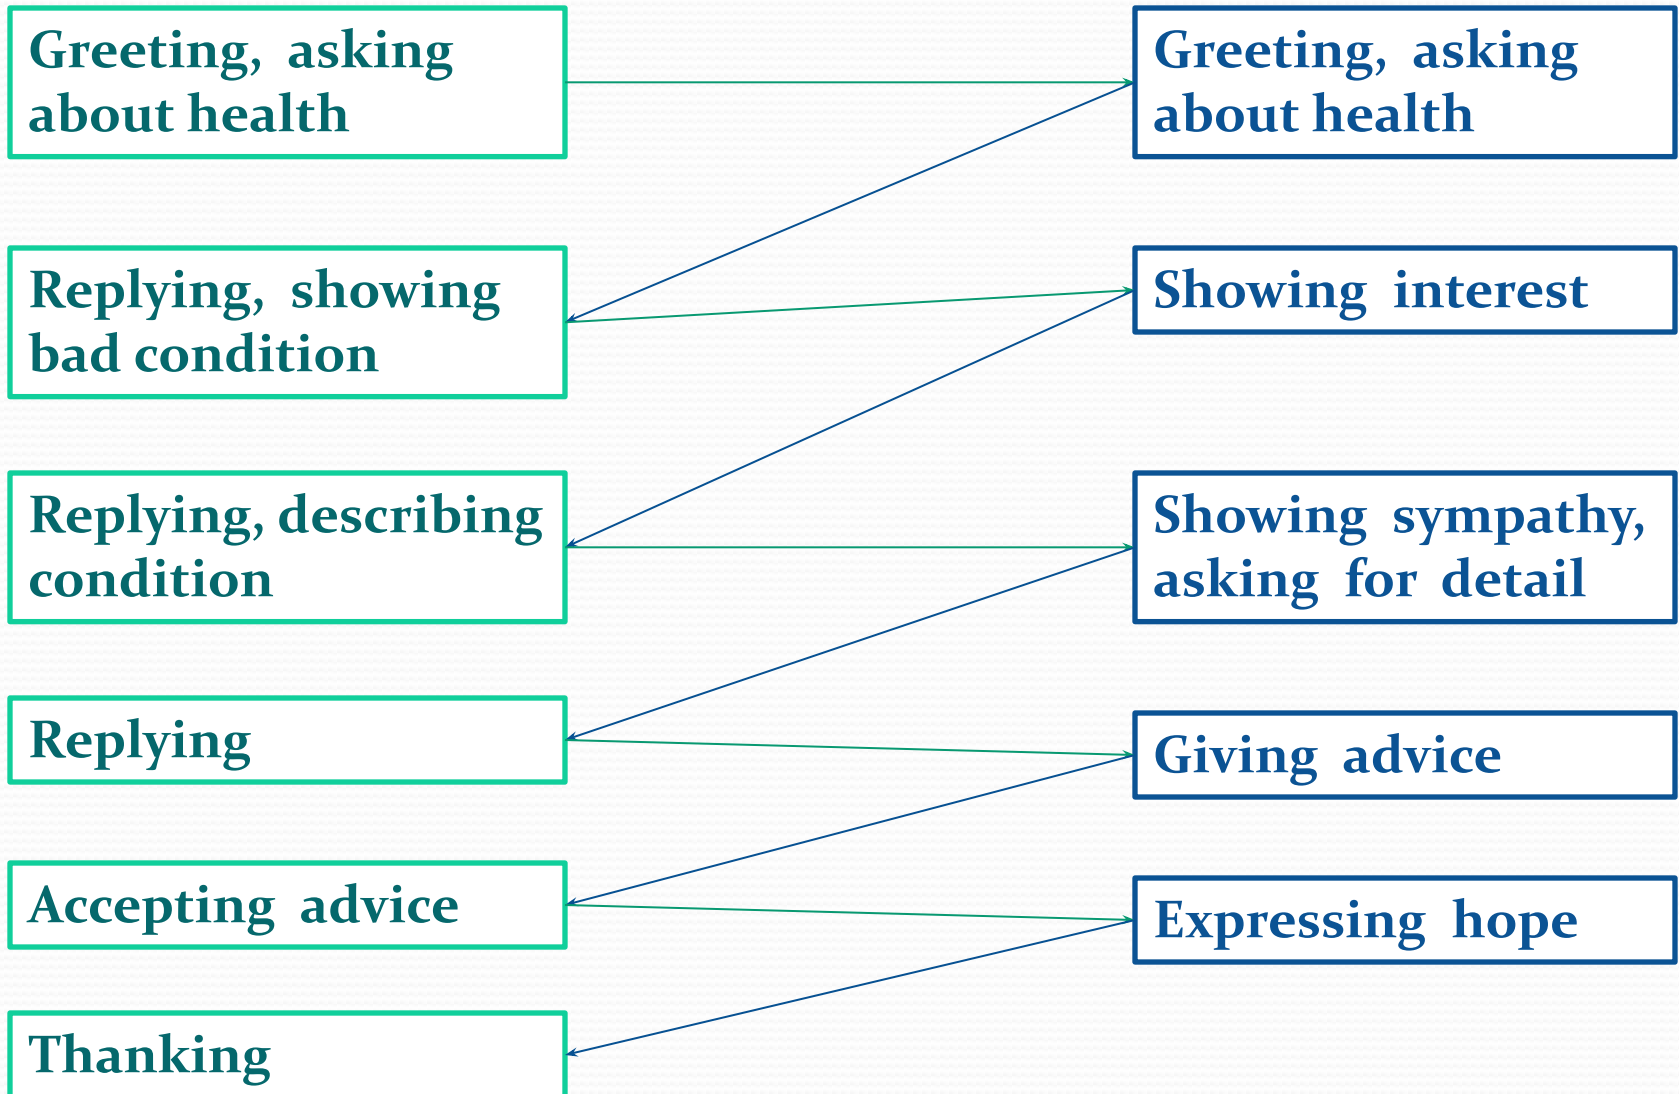 Greeting, asking
about health
Greeting, asking
about health
Replying, showing
bad condition
Showing interest
Replying, describing
condition
Showing sympathy,
asking for detail
Replying
Giving advice
Accepting advice
Expressing hope
Thanking